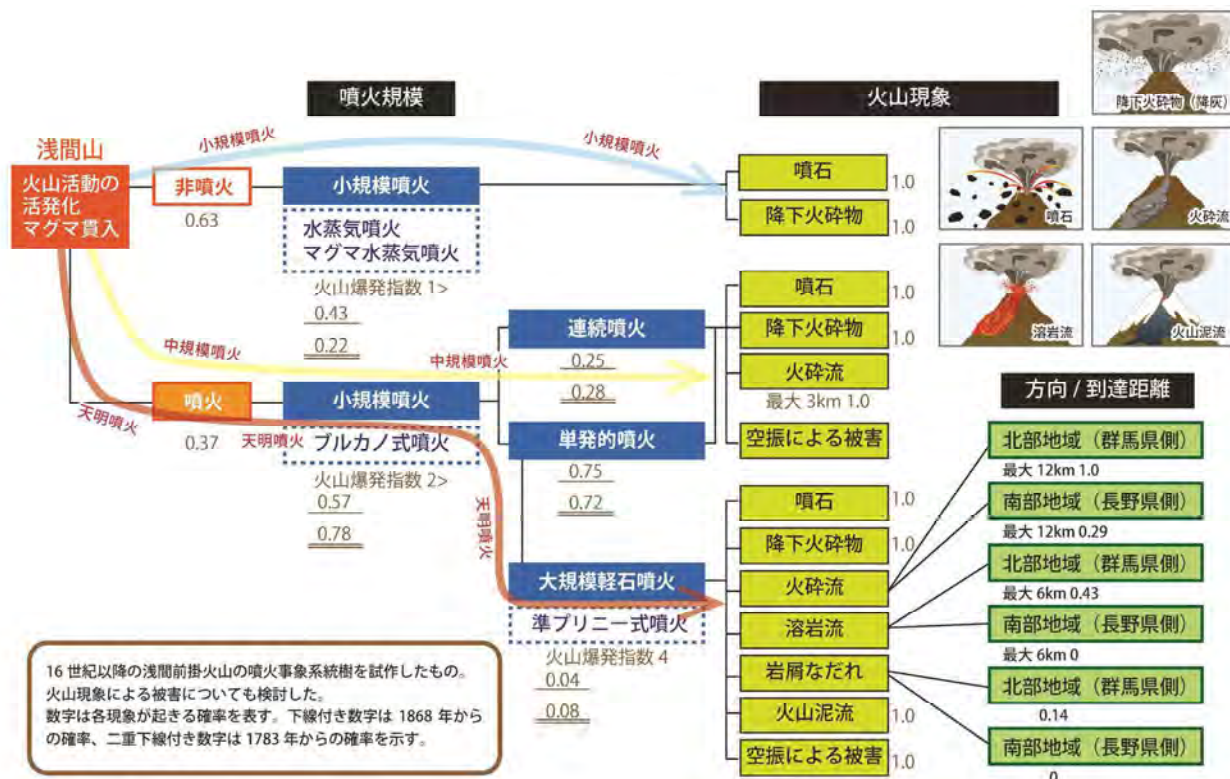 噴火規模
火山現象
降下火砕物（降灰）
噴石
火砕流
溶岩流
火山泥流
浅間山
火山活動の
活発化
マグマ貫入
小規模噴火
小規模噴火
非噴火
0.63
小規模噴火
水蒸気噴火
マグマ水蒸気噴火
火山爆発指数 1>
0.43
0.22
噴石
1.0
降下火砕物
1.0
中規模噴火
中規模噴火
天明噴火
天明噴火
天明噴火
噴火
0.37
小規模噴火
ブルカノ式噴火
火山爆発指数 2>
0.57
0.78
連続噴火
0.25
0.28
単発的噴火
0.75
0.72
大規模軽石噴火
準プリニー式噴火
火山爆発指数 4
0.04
0.08
噴石
1.0
降下火砕物
1.0
火砕流
最大 3km 1.0
空振による被害
噴石
1.0
降下火砕物
1.0
火砕流
溶岩流
岩屑なだれ
火山泥流
1.0
空振による被害
1.0
方向 / 到達距離
北部地域（群馬県側）
最大 12km 1.0
南部地域（長野県側）
最大 12km 0.29
北部地域（群馬県側）
最大 6km 0.43
南部地域（長野県側）
最大 6km 0
北部地域（群馬県側）
0.14
南部地域（長野県側）
0
16 世紀以降の浅間前掛火山の噴火事象系統樹を試作したもの。
火山現象による被害についても検討した。
数字は各現象が起きる確率を表す。下線付き数字は 1868 年から
の確率、二重下線付き数字は 1783 年からの確率を示す。